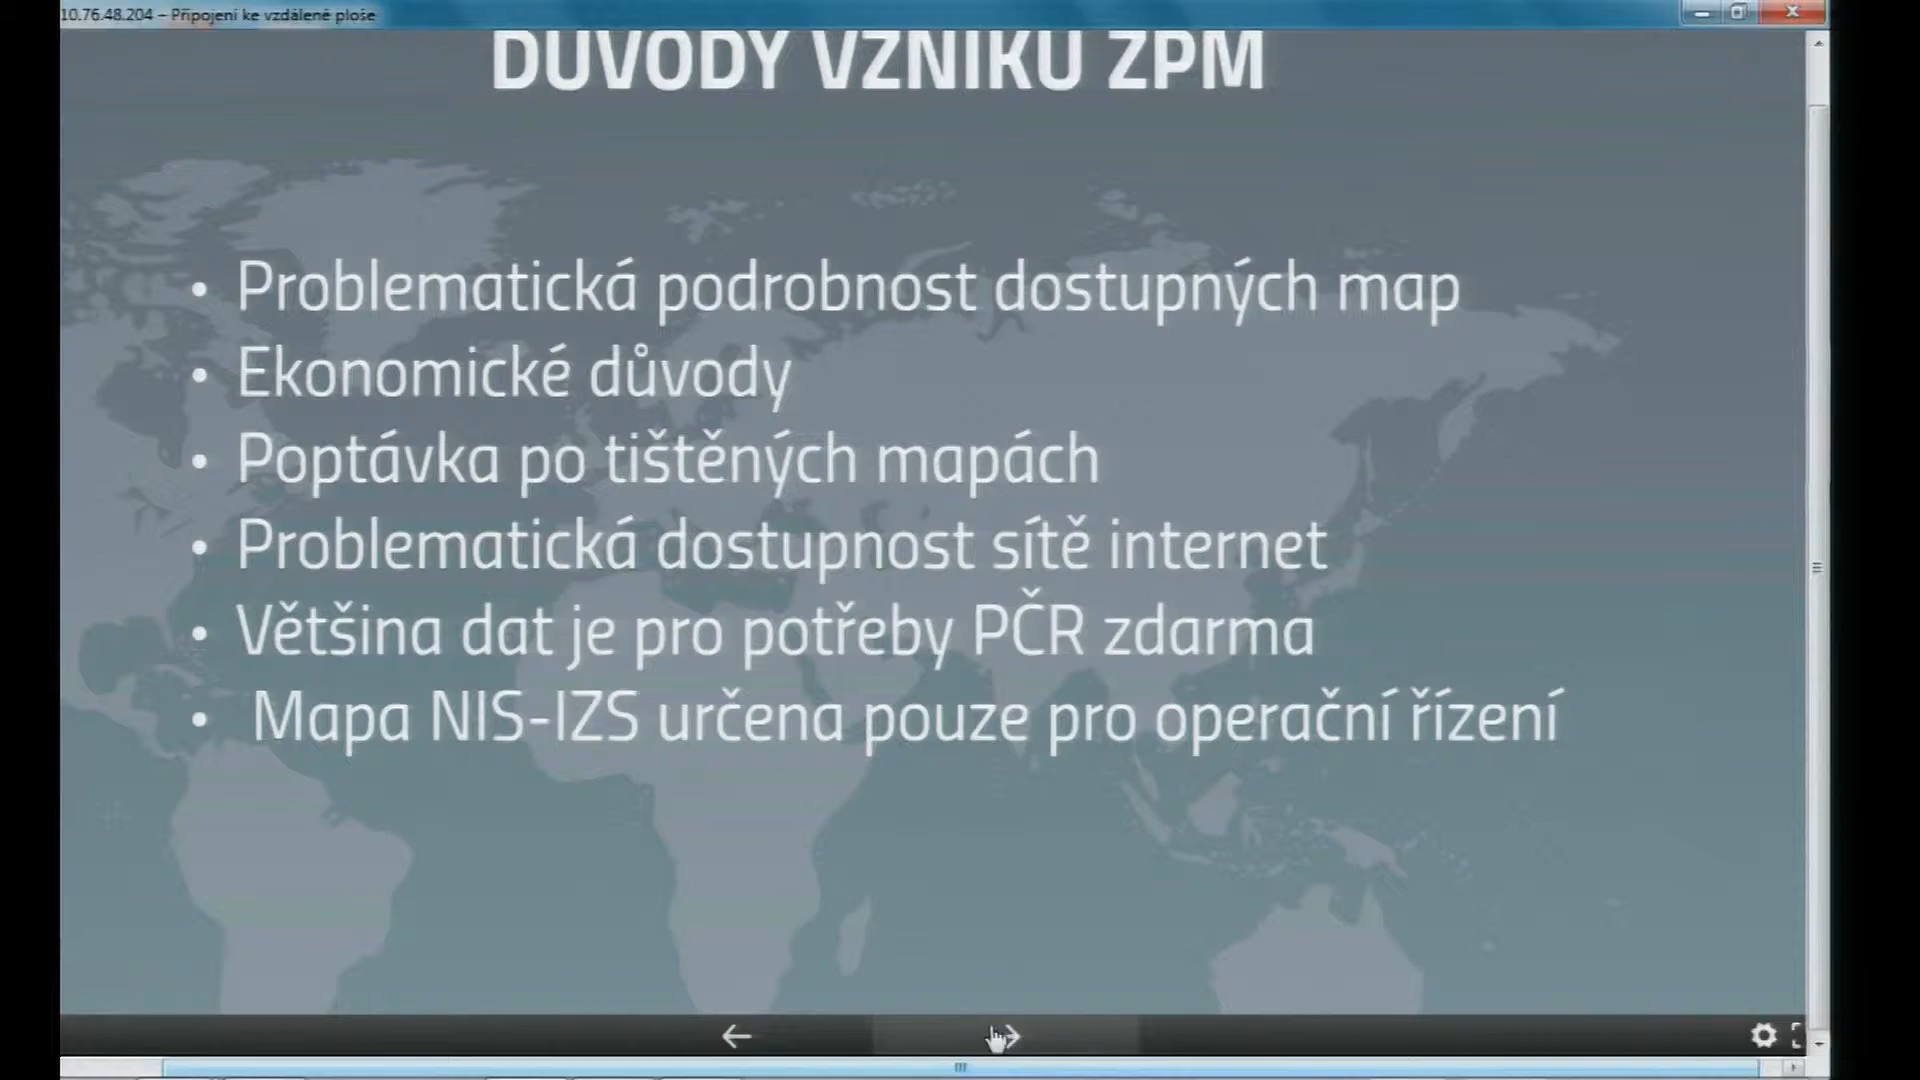 10.76.48.204 – Připojení ke vzdálené ploše
DŮVODY VZNIKU ZPM
• Problematická podrobnost dostupných map
• Ekonomické důvody
• Poptávka po tištěných mapách
• Problematická dostupnost sítě internet
• Většina dat je pro potřeby PČR zdarma
• Mapa NIS-IZS určena pouze pro operační řízení